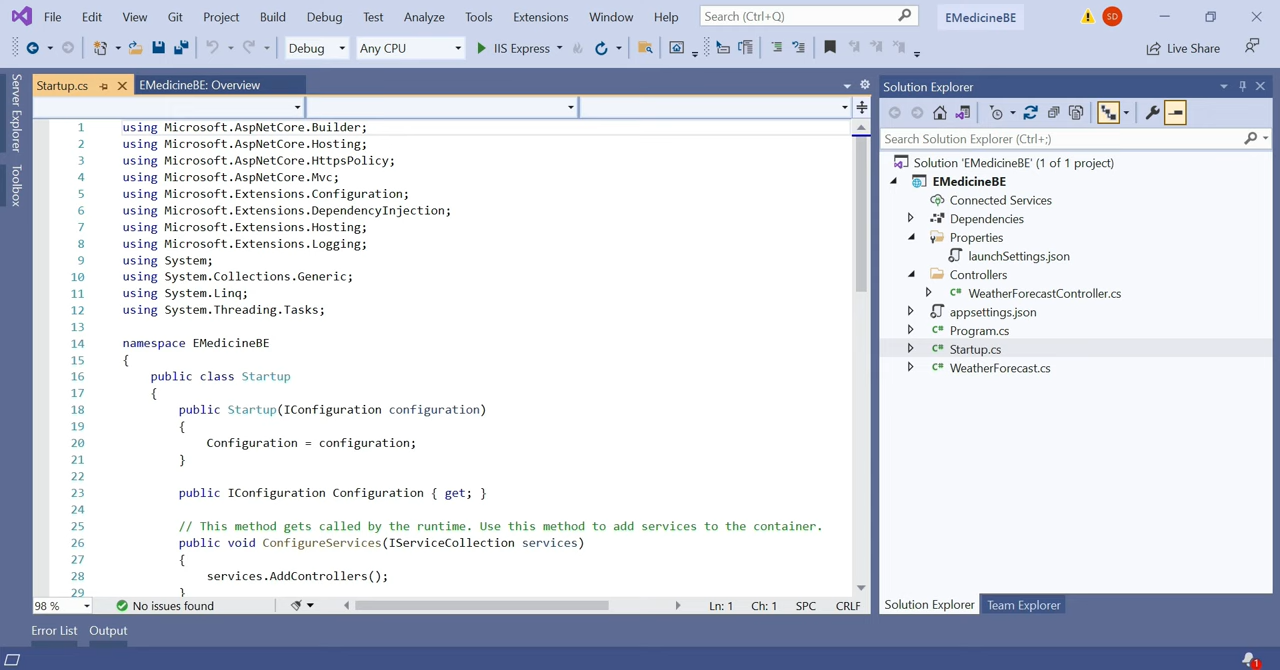 File Edit View Git Project Build Debug Test Analyze Tools Extensions Window Help Search (Ctrl+Q) EMedicineBE SD
Debug Any CPU IIS Express Live Share
Server Explorer
Toolbox
Startup.cs EMedicineBE: Overview
1 using Microsoft.AspNetCore.Builder;
2 using Microsoft.AspNetCore.Hosting;
3 using Microsoft.AspNetCore.HttpsPolicy;
4 using Microsoft.AspNetCore.Mvc;
5 using Microsoft.Extensions.Configuration;
6 using Microsoft.Extensions.DependencyInjection;
7 using Microsoft.Extensions.Hosting;
8 using Microsoft.Extensions.Logging;
9 using System;
10 using System.Collections.Generic;
11 using System.Linq;
12 using System.Threading.Tasks;
13
14 namespace EMedicineBE
15 {
16 public class Startup
17 {
18 public Startup(IConfiguration configuration)
19 {
20 Configuration = configuration;
21 }
22
23 public IConfiguration Configuration { get; }
24
25 // This method gets called by the runtime. Use this method to add services to the container.
26 public void ConfigureServices(IServiceCollection services)
27 {
28 services.AddControllers();
29 }
98 % No issues found Ln: 1 Ch: 1 SPC CRLF
Solution Explorer
Search Solution Explorer (Ctrl+;)
Solution 'EMedicineBE' (1 of 1 project)
EMedicineBE
Connected Services
Dependencies
Properties
launchSettings.json
Controllers
C# WeatherForecastController.cs
appsettings.json
C# Program.cs
C# Startup.cs
C# WeatherForecast.cs
Solution Explorer Team Explorer
Error List Output
1